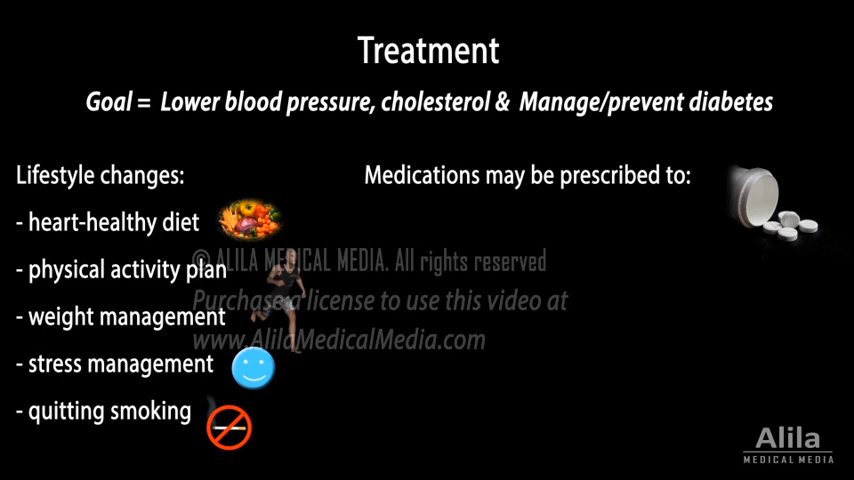 Treatment
Goal = Lower blood pressure, cholesterol & Manage/prevent diabetes
Lifestyle changes:
- heart-healthy diet
- physical activity plan
- weight management
- stress management
- quitting smoking
Medications may be prescribed to:
© ALILA MEDICAL MEDIA. All rights reserved
Purchase a license to use this video at
www.AlilaMedicalMedia.com
Alila
MEDICAL MEDIA